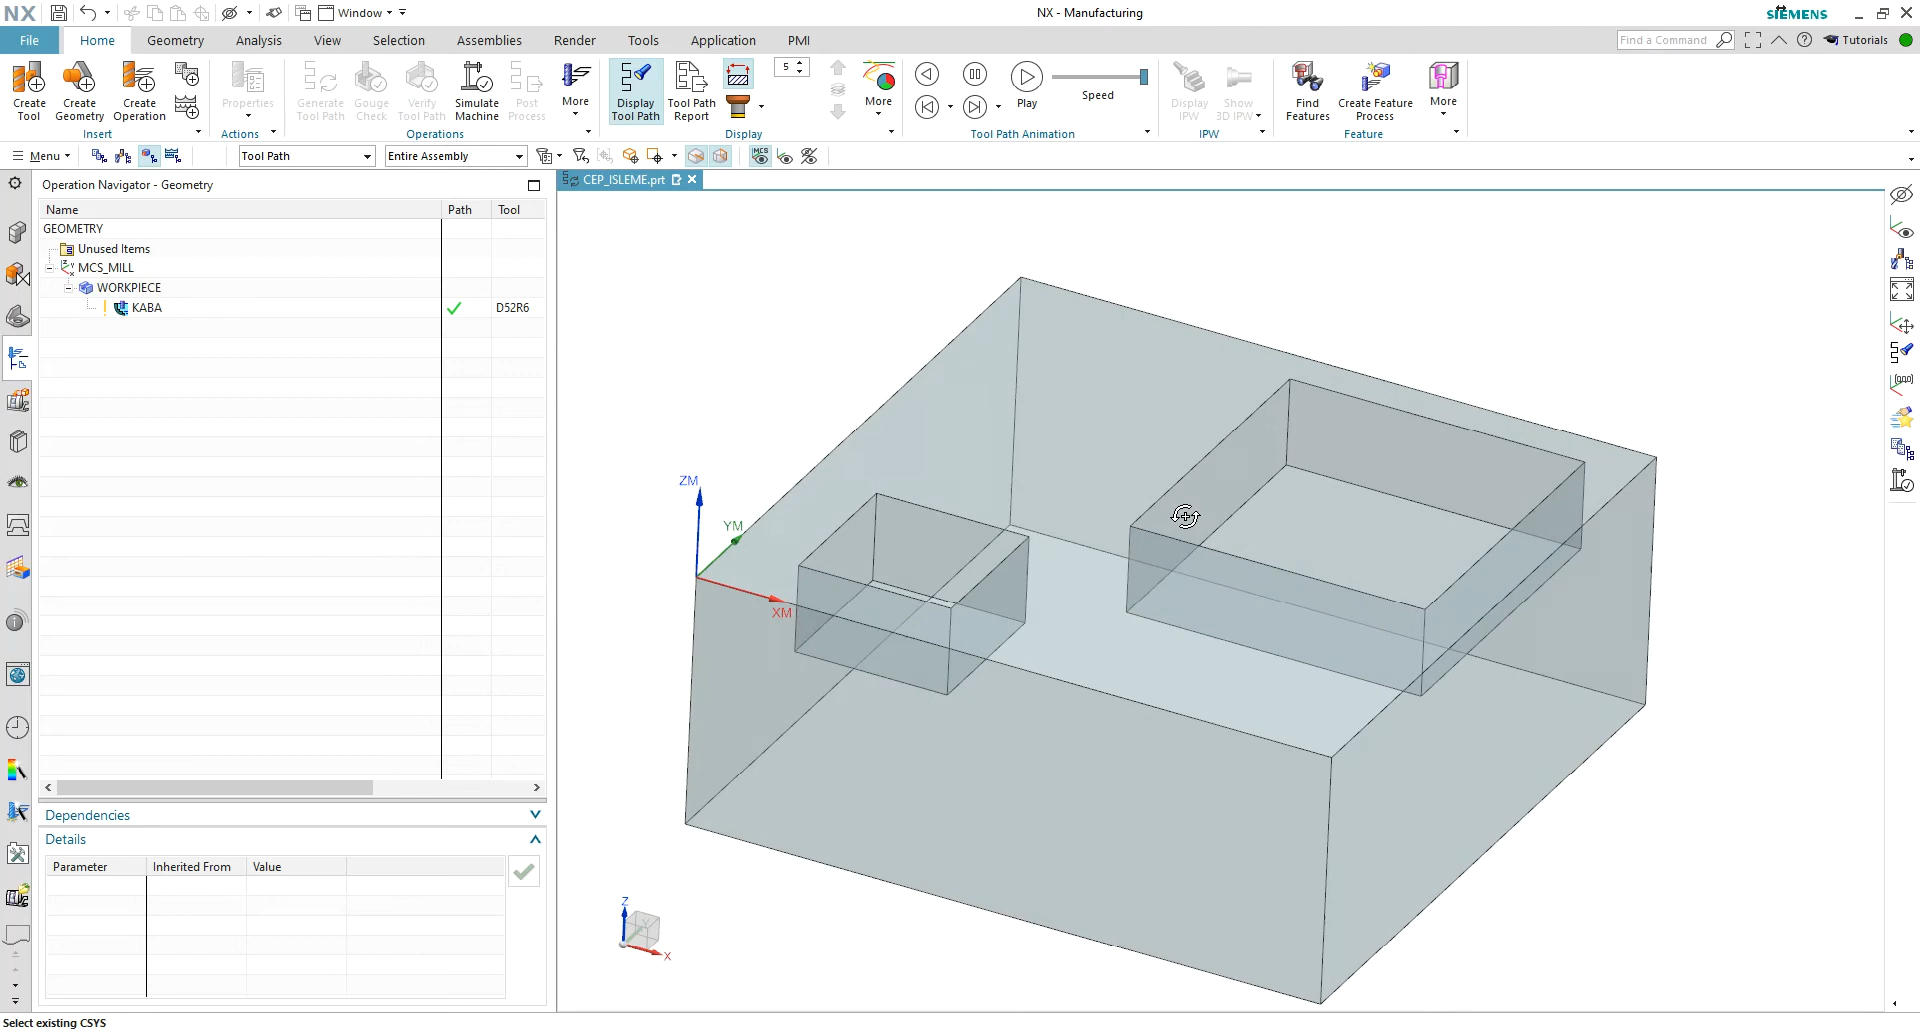 NX
Window
NX - Manufacturing
SIEMENS
File
Home
Geometry
Analysis
View
Selection
Assemblies
Render
Tools
Application
PMI
Find a Command
Tutorials
Create Tool
Create Geometry
Create Operation
Properties
Generate Tool Path
Gouge Check
Verify Tool Path
Simulate Machine
Post Process
More
Display Tool Path
Tool Path Report
5
More
Play
Speed
Display IPW
Show 3D IPW
Find Features
Create Feature Process
More
Insert
Actions
Operations
Display
Tool Path Animation
IPW
Feature
Menu
Tool Path
Entire Assembly
MCS
Operation Navigator - Geometry
CEP_ISLEME.prt
Name
Path
Tool
GEOMETRY
Unused Items
MCS_MILL
WORKPIECE
KABA
D52R6
ZM
YM
XM
Dependencies
Details
Parameter
Inherited From
Value
Z
Y
X
Select existing CSYS